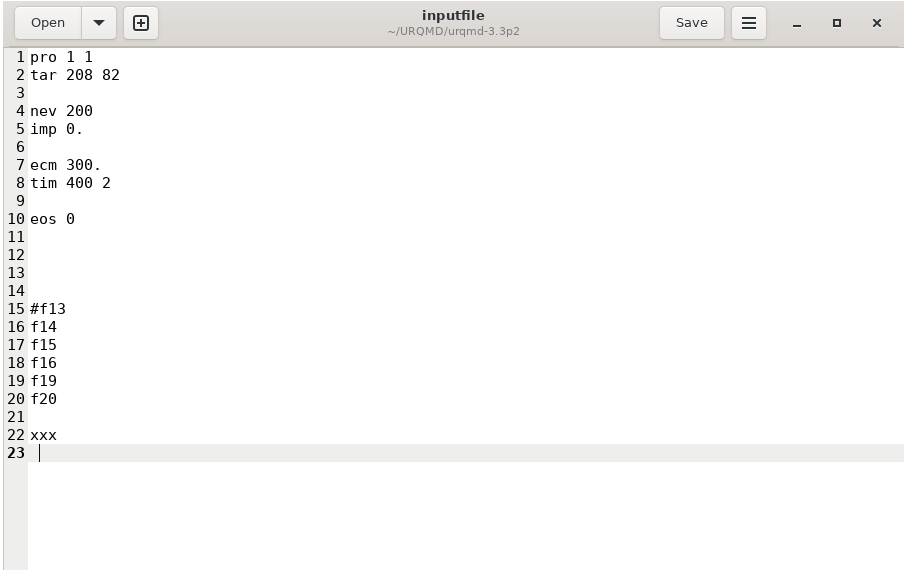 Open
inputfile
~/URQMD/urqmd-3.3p2
Save
1 pro 1 1
2 tar 208 82
3
4 nev 200
5 imp 0.
6
7 ecm 300.
8 tim 400 2
9
10 eos 0
11
12
13
14
15 #f13
16 f14
17 f15
18 f16
19 f19
20 f20
21
22 xxx
23